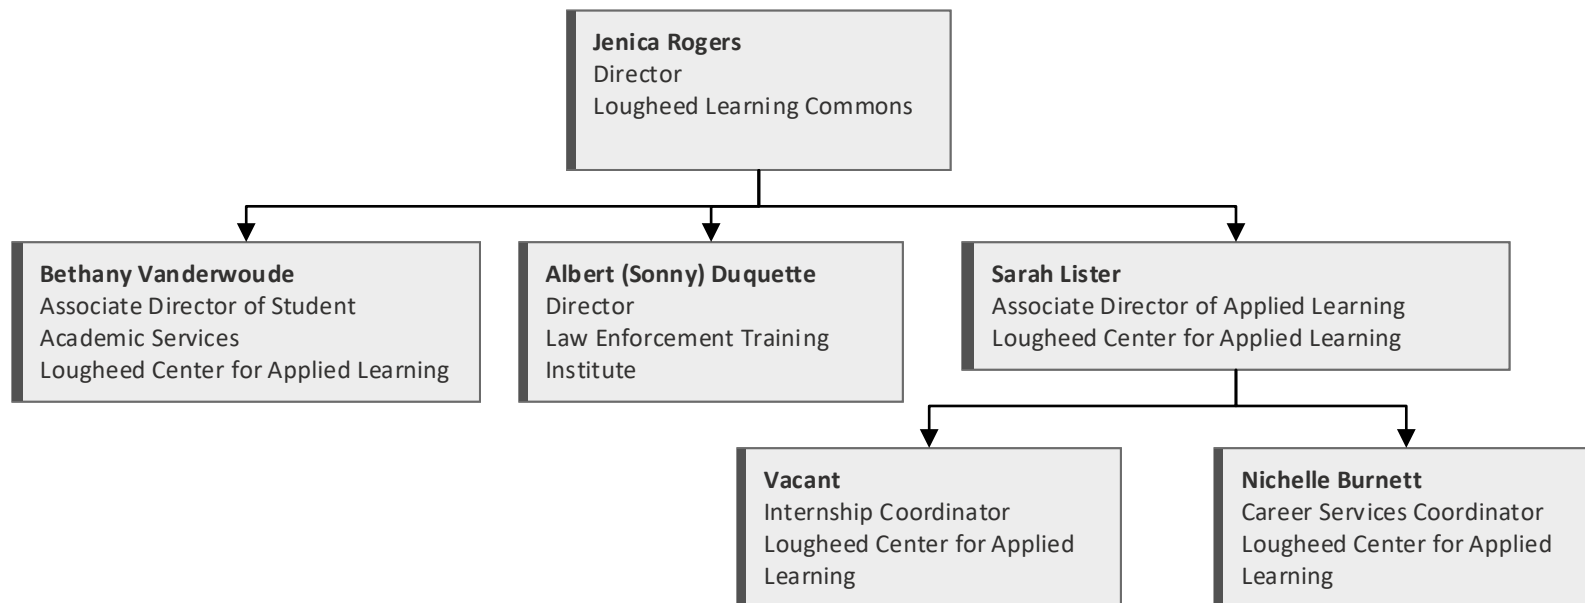 Jenica Rogers
Director
Lougheed Learning Commons
Bethany Vanderwoude
Associate Director of Student
Academic Services
Lougheed Center for Applied Learning
Albert (Sonny) Duquette
Director
Law Enforcement Training
Institute
Sarah Lister
Associate Director of Applied Learning
Lougheed Center for Applied Learning
Vacant
Internship Coordinator
Lougheed Center for Applied
Learning
Nichelle Burnett
Career Services Coordinator
Lougheed Center for Applied
Learning